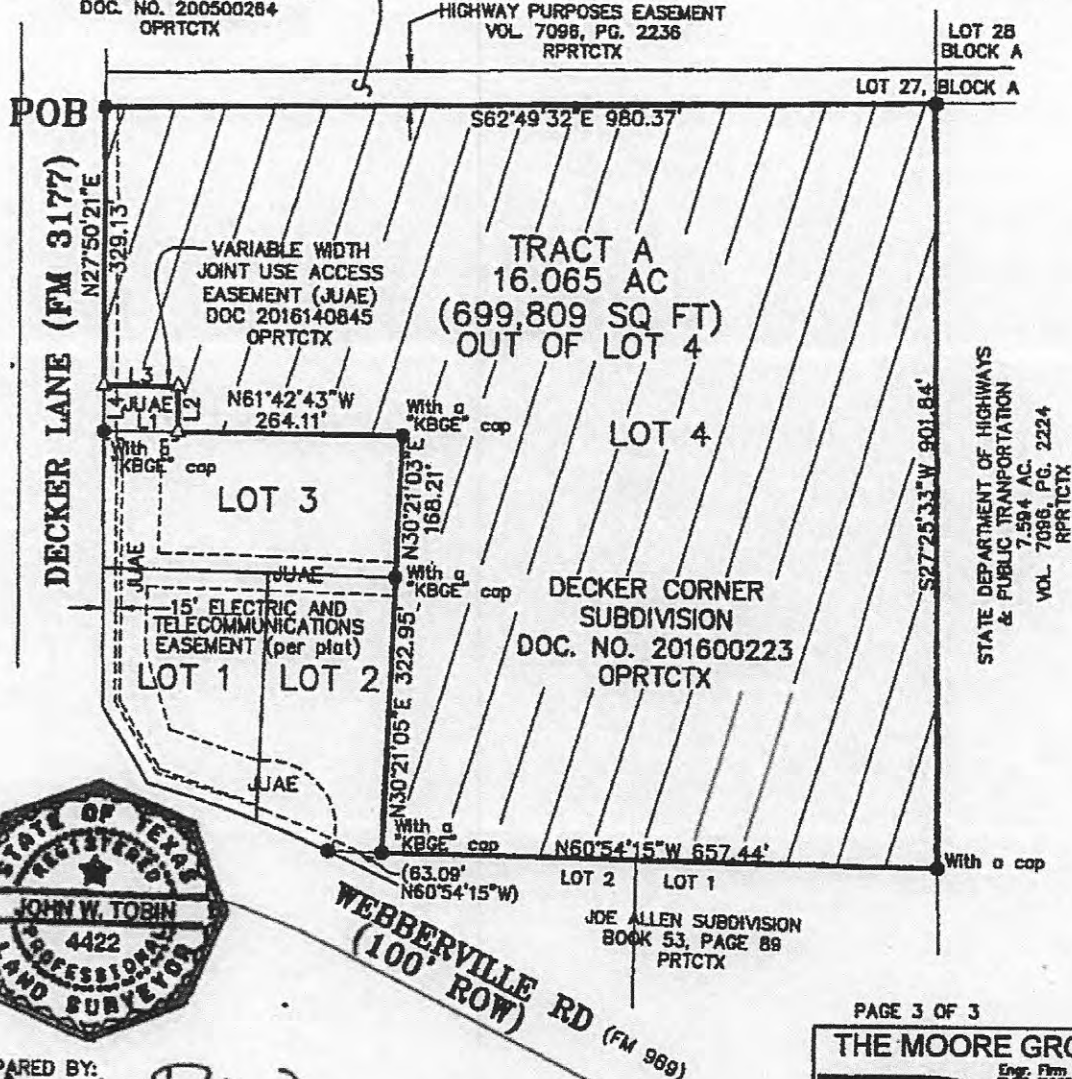 DOC. NO. 200500264
OPRTCTX
HIGHWAY PURPOSES EASEMENT
VOL. 7096, PG. 2236
RPRTCTX
LOT 28
BLOCK A
LOT 27, BLOCK A
POB
S62°49'32"E 980.37'
DECKER LANE (FM 3177)
N27°50'21"E
329.13'
VARIABLE WIDTH
JOINT USE ACCESS
EASEMENT (JUAE)
DOC 2016140845
OPRTCTX
TRACT A
16.065 AC
(699,809 SQ FT)
OUT OF LOT 4
L3
L4
JUAE
L2
L1
N61°42'43"W
264.11'
With a
"KBGE" cap
With a
"KBGE" cap
LOT 4
LOT 3
N30°21'03"E
168.21'
S27°25'33"W 901.84'
STATE DEPARTMENT OF HIGHWAYS
& PUBLIC TRANPORTATION
7.594 AC.
VOL. 7096, PG. 2224
RPRTCTX
JUAE
JUAE
With a
"KBGE" cap
15' ELECTRIC AND
TELECOMMUNICATIONS
EASEMENT (per plat)
DECKER CORNER
SUBDIVISION
DOC. NO. 201600223
OPRTCTX
LOT 1
LOT 2
N30°21'05"E 322.95'
JUAE
With a
"KBGE" cap
N60°54'15"W 657.44'
With a cap
(63.09'
N60°54'15"W)
LOT 2
LOT 1
JOE ALLEN SUBDIVISION
BOOK 53, PAGE 89
PRTCTX
WEBBERVILLE RD (FM 969)
(100' ROW)
STATE OF TEXAS
REGISTERED
JOHN W. TOBIN
4422
PROFESSIONAL
LAND SURVEYOR
PAGE 3 OF 3
THE MOORE GRO
Engr. Firm
PARED BY: